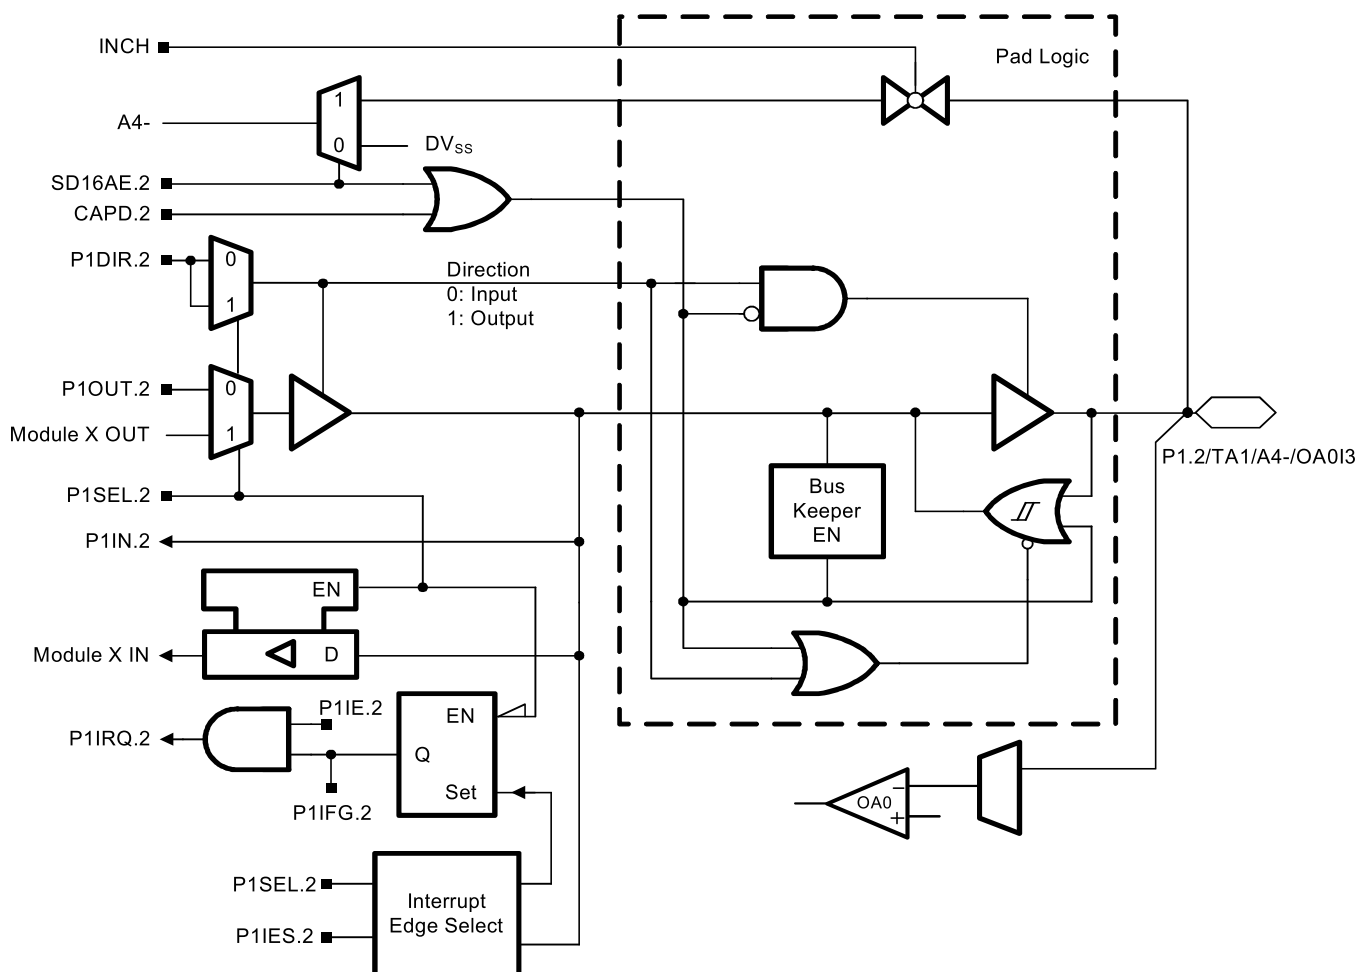 INCH
Pad Logic
1
A4-
0
DVSS
SD16AE.2
CAPD.2
P1DIR.2
0
1
Direction
0: Input
1: Output
P1OUT.2
0
Module X OUT
1
P1.2/TA1/A4-/OA0I3
P1SEL.2
Bus
Keeper
EN
P1IN.2
EN
Module X IN
D
P1IE.2
EN
P1IRQ.2
Q
Set
P1IFG.2
OA0
−
+
P1SEL.2
Interrupt
Edge Select
P1IES.2